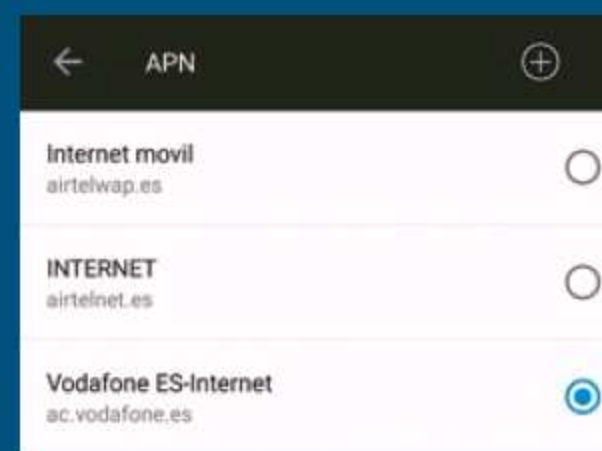 APN
Internet movil
airtelwap.es
INTERNET
airtelnet.es
Vodafone ES-Internet
ac.vodafone.es